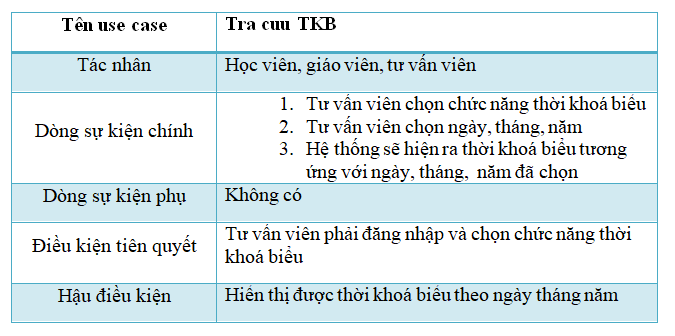 Tên use case
Tra cuu TKB
Tác nhân
Học viên, giáo viên, tư vấn viên
Dòng sự kiện chính
1. Tư vấn viên chọn chức năng thời khoá biểu
2. Tư vấn viên chọn ngày, tháng, năm
3. Hệ thống sẽ hiện ra thời khoá biểu tương
ứng với ngày, tháng, năm đã chọn
Dòng sự kiện phụ
Không có
Điều kiện tiên quyết
Tư vấn viên phải đăng nhập và chọn chức năng thời
khoá biểu
Hậu điều kiện
Hiển thị được thời khoá biểu theo ngày tháng năm